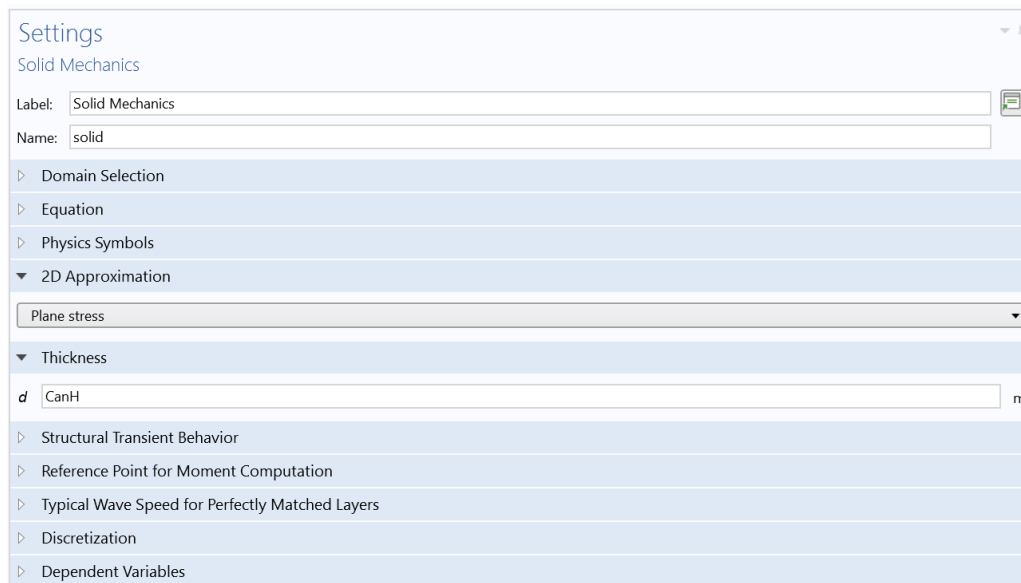 Settings
Solid Mechanics
Label: Solid Mechanics
Name: solid
Domain Selection
Equation
Physics Symbols
2D Approximation
Plane stress
Thickness
d CanH
Structural Transient Behavior
Reference Point for Moment Computation
Typical Wave Speed for Perfectly Matched Layers
Discretization
Dependent Variables